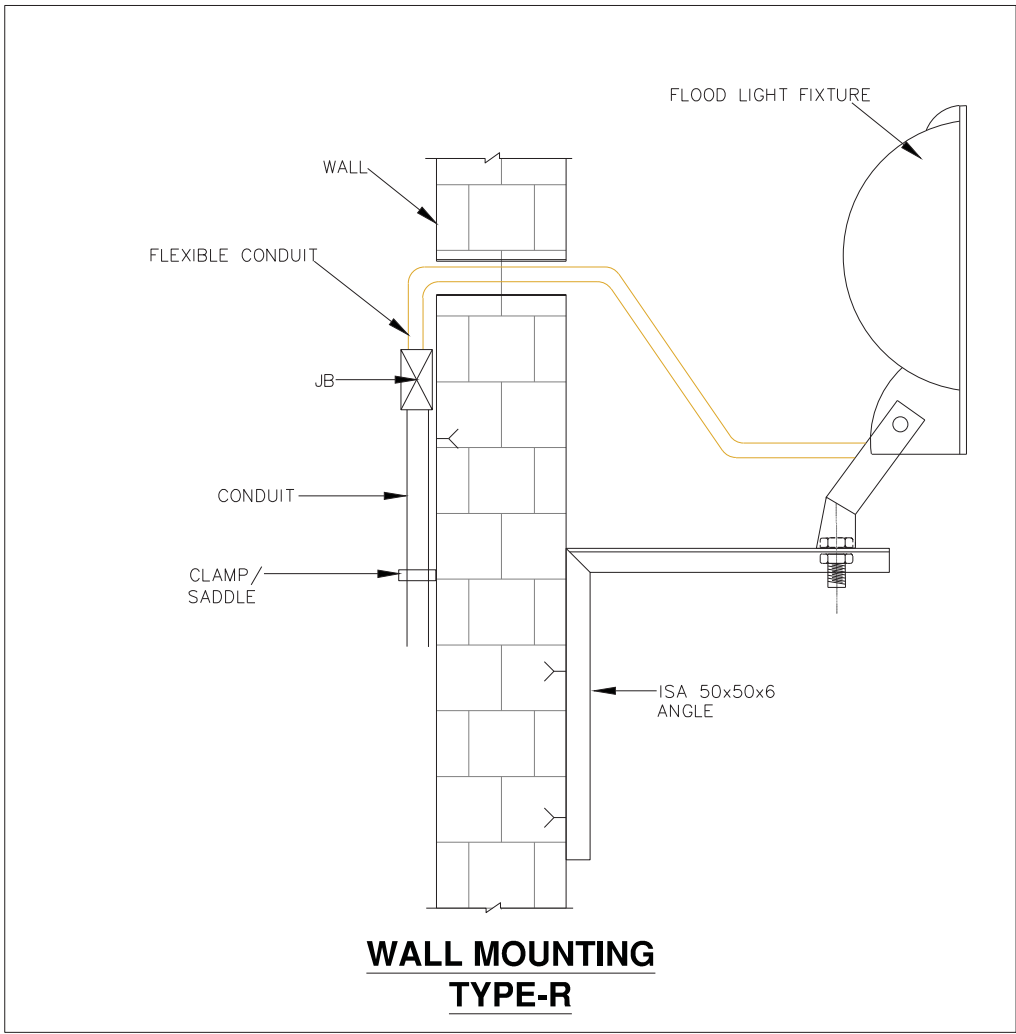 FLOOD LIGHT FIXTURE
WALL
FLEXIBLE CONDUIT
JB
CONDUIT
CLAMP/
SADDLE
ISA 50x50x6
ANGLE
WALL MOUNTING
TYPE-R